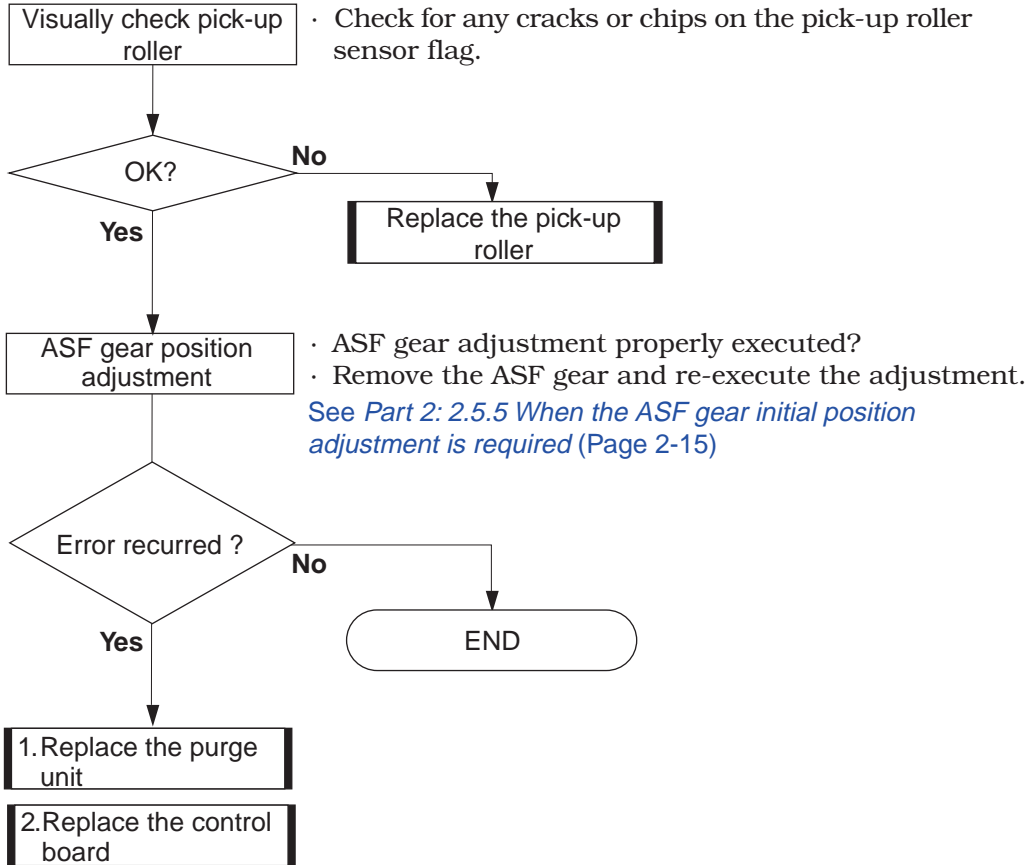 Visually check pick-up
roller
· Check for any cracks or chips on the pick-up roller
sensor flag.
OK?
No
Replace the pick-up
roller
Yes
ASF gear position
adjustment
· ASF gear adjustment properly executed?
· Remove the ASF gear and re-execute the adjustment.
See Part 2: 2.5.5 When the ASF gear initial position
adjustment is required (Page 2-15)
Error recurred ?
No
END
Yes
1.Replace the purge
unit
2.Replace the control
board